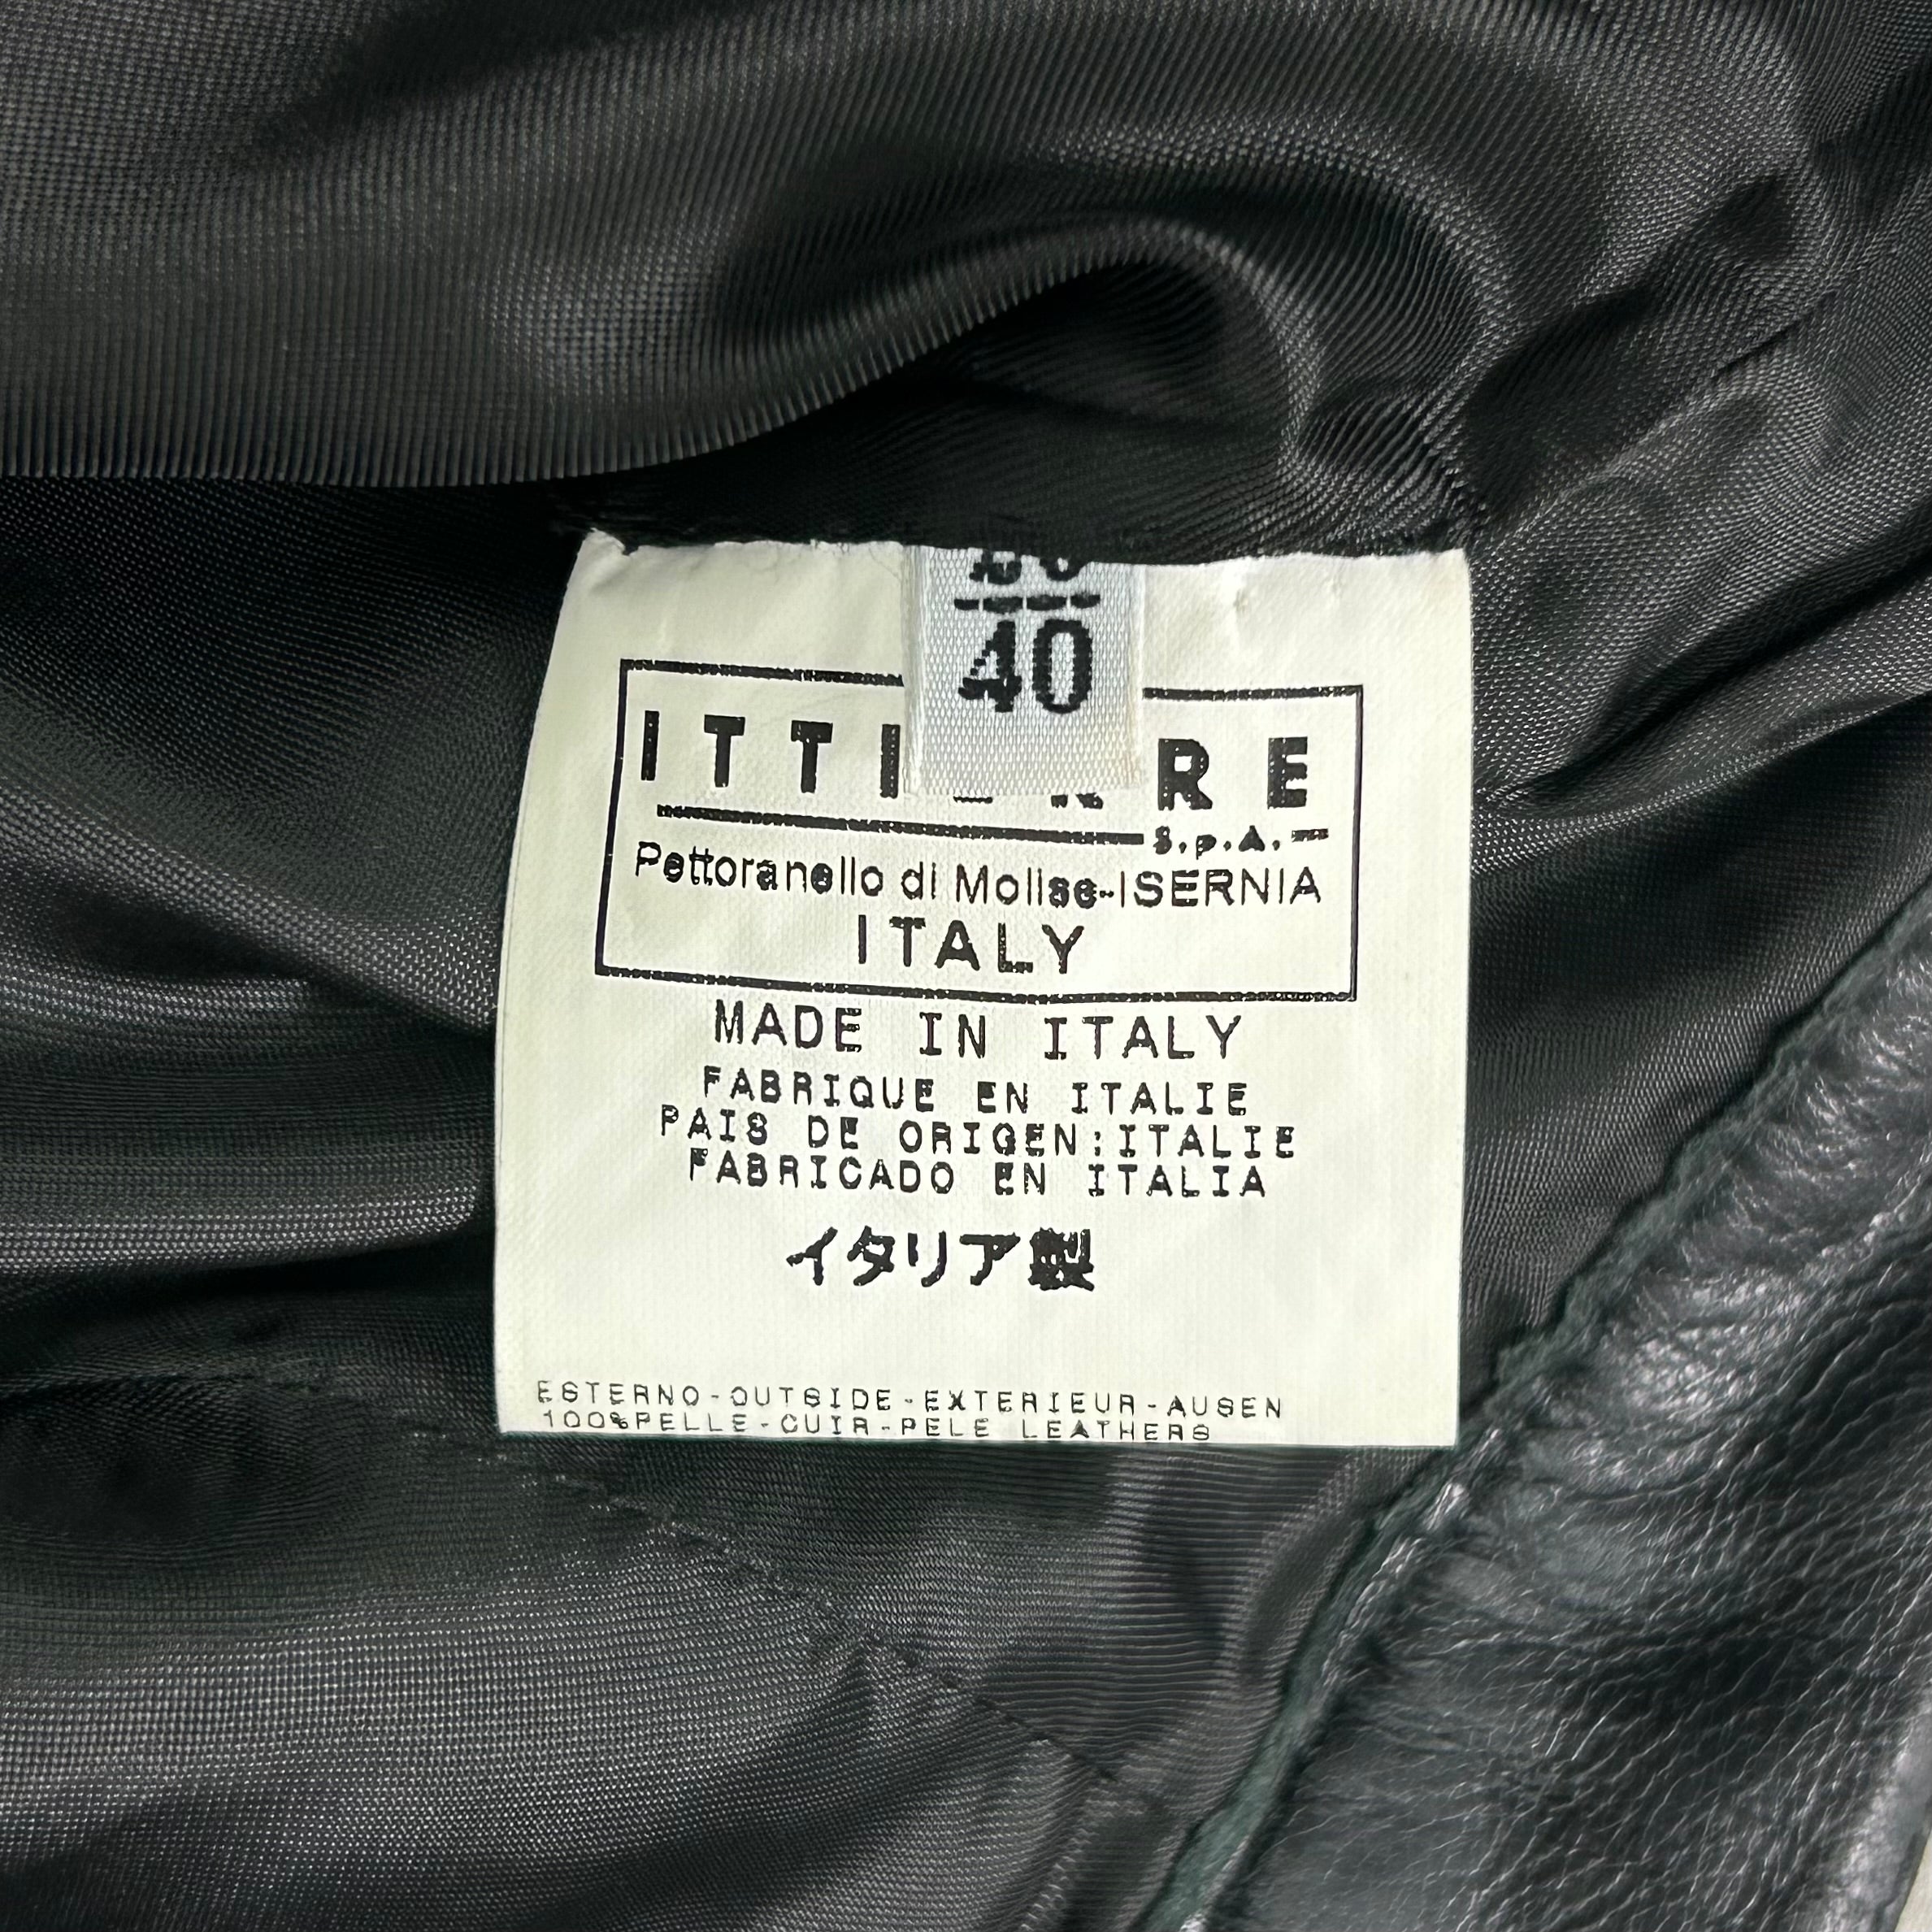 40
ITTI RE
S.p.A.
Pettoranello di Molise-ISERNIA
ITALY
MADE IN ITALY
FABRIQUE EN ITALIE
PAIS DE ORIGEN:ITALIE
FABRICADO EN ITALIA
イタリア製
ESTERNO-OUTSIDE-EXTERIEUR-AUSEN
100%PELLE-CUIR-PELE LEATHERS